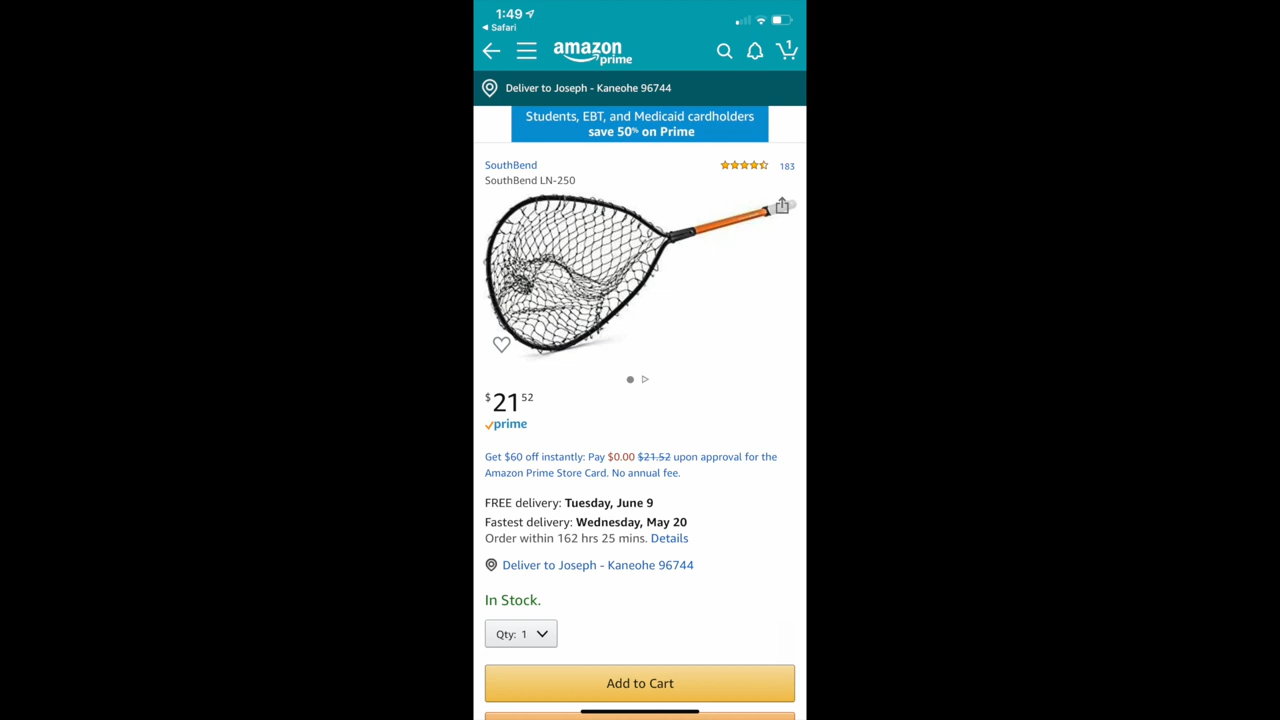 1:49
◀ Safari
amazon prime
1
Deliver to Joseph - Kaneohe 96744
Students, EBT, and Medicaid cardholders
save 50% on Prime
SouthBend
183
SouthBend LN-250
$21 52
prime
Get $60 off instantly: Pay $0.00 $21.52 upon approval for the
Amazon Prime Store Card. No annual fee.
FREE delivery: Tuesday, June 9
Fastest delivery: Wednesday, May 20
Order within 162 hrs 25 mins. Details
Deliver to Joseph - Kaneohe 96744
In Stock.
Qty: 1
Add to Cart